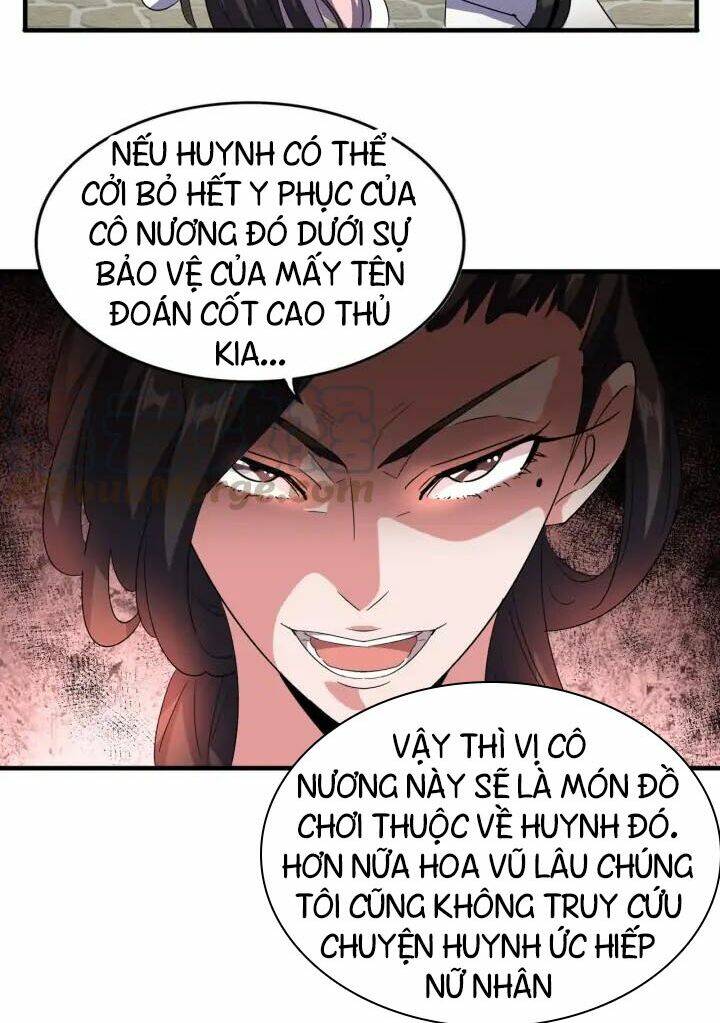 NẾU HUYNH CÓ THỂ
CỞI BỎ HẾT Y PHỤC CỦA
CÔ NƯƠNG ĐÓ DƯỚI SỰ
BẢO VỆ CỦA MẤY TÊN
ĐOÁN CỐT CAO THỦ
KIA...
VẬY THÌ VỊ CÔ
NƯƠNG NÀY SẼ LÀ MÓN ĐỒ
CHƠI THUỘC VỀ HUYNH ĐÓ.
HƠN NỮA HOA VŨ LÂU CHÚNG
TÔI CŨNG KHÔNG TRUY CỨU
CHUYỆN HUYNH ỨC HIẾP
NỮ NHÂN